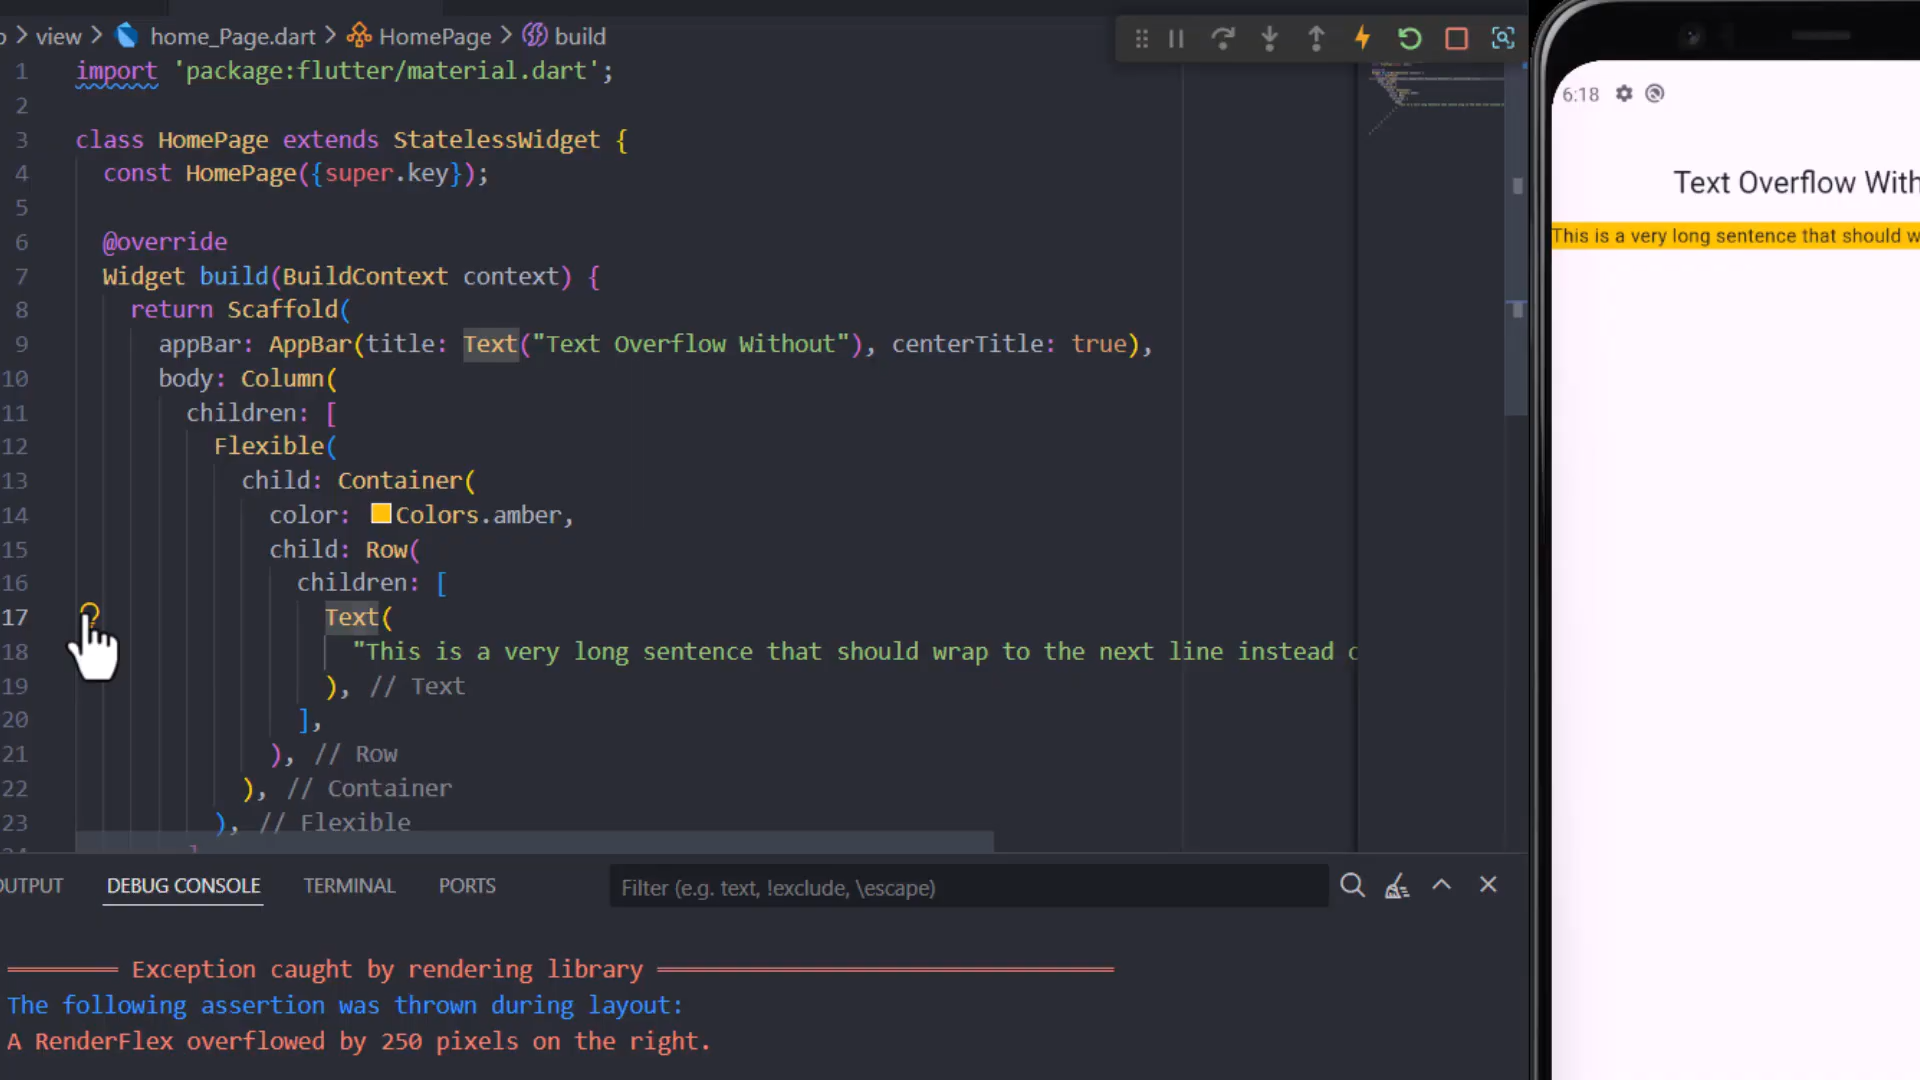 view > home_Page.dart > HomePage > build
1 import 'package:flutter/material.dart';
2
3 class HomePage extends StatelessWidget {
4 const HomePage({super.key});
5
6 @override
7 Widget build(BuildContext context) {
8 return Scaffold(
9 appBar: AppBar(title: Text("Text Overflow Without"), centerTitle: true),
10 body: Column(
11 children: [
12 Flexible(
13 child: Container(
14 color: Colors.amber,
15 child: Row(
16 children: [
17 Text(
18 "This is a very long sentence that should wrap to the next line instead
19 ), // Text
20 ],
21 ), // Row
22 ), // Container
23 ), // Flexible
OUTPUT DEBUG CONSOLE TERMINAL PORTS Filter (e.g. text, !exclude, \escape)
Exception caught by rendering library
The following assertion was thrown during layout:
A RenderFlex overflowed by 250 pixels on the right.
6:18
Text Overflow With
This is a very long sentence that should w